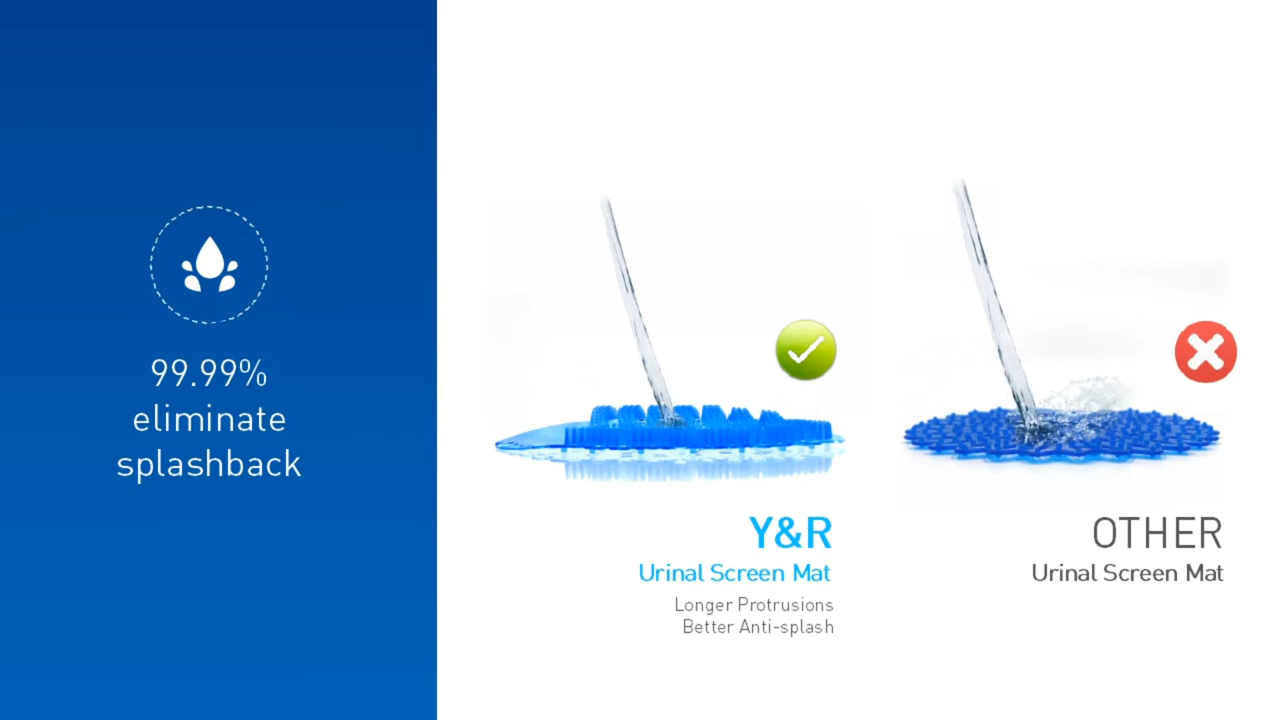 99.99%
eliminate
splashback
Y&R
Urinal Screen Mat
Longer Protrusions
Better Anti-splash
OTHER
Urinal Screen Mat